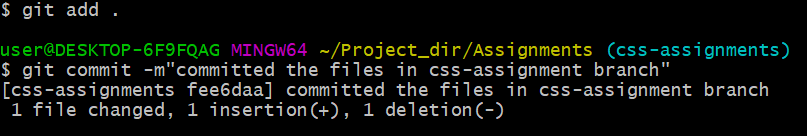 $ git add .
user@DESKTOP-6F9FQAG MINGW64 ~/Project_dir/Assignments (css-assignments)
$ git commit -m"committed the files in css-assignment branch"
[css-assignments fee6daa] committed the files in css-assignment branch
 1 file changed, 1 insertion(+), 1 deletion(-)